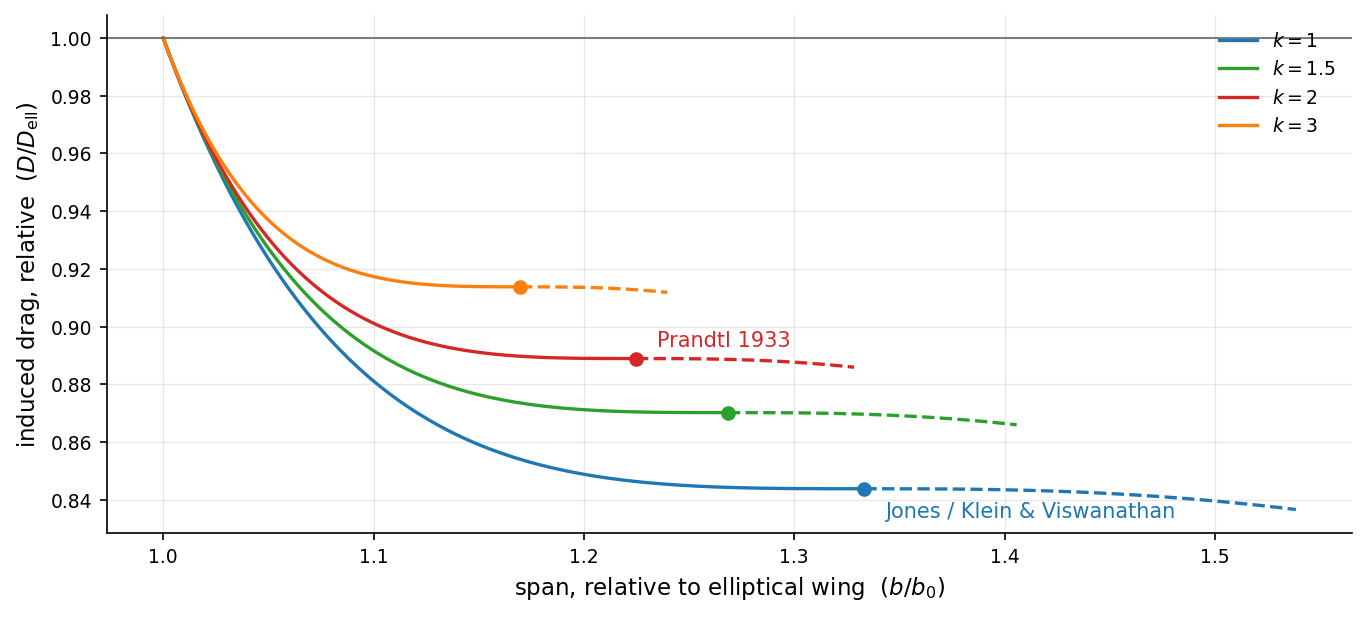 1.00
0.98
0.96
0.94
0.92
0.90
0.88
0.86
0.84
induced drag, relative (D/D_ell)
k = 1
k = 1.5
k = 2
k = 3
Prandtl 1933
Jones / Klein & Viswanathan
1.0 1.1 1.2 1.3 1.4 1.5
span, relative to elliptical wing (b/b_0)